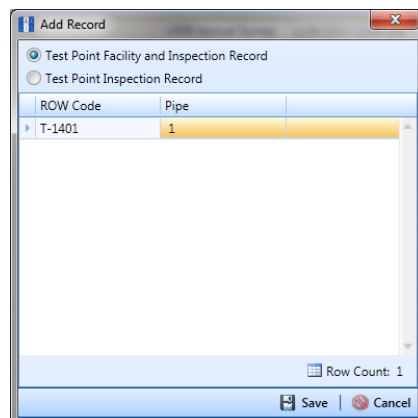 Add Record
Test Point Facility and Inspection Record
Test Point Inspection Record
ROW Code Pipe
T-1401 1
Row Count: 1
Save Cancel